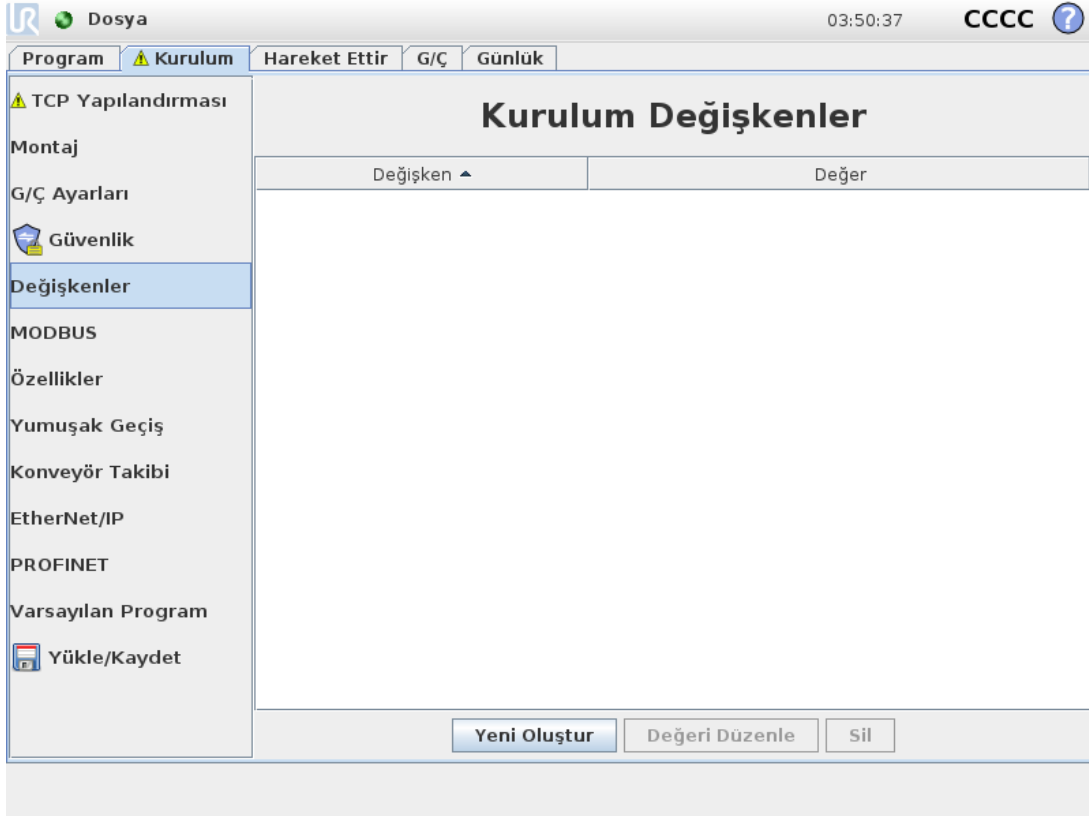 UR Dosya 03:50:37 CCCC ?
Program Kurulum Hareket Ettir G/Ç Günlük
TCP Yapılandırması
Montaj
G/Ç Ayarları
Güvenlik
Değişkenler
MODBUS
Özellikler
Yumuşak Geçiş
Konveyör Takibi
EtherNet/IP
PROFINET
Varsayılan Program
Yükle/Kaydet
Kurulum Değişkenler
Değişken Değer
Yeni Oluştur Değeri Düzenle Sil